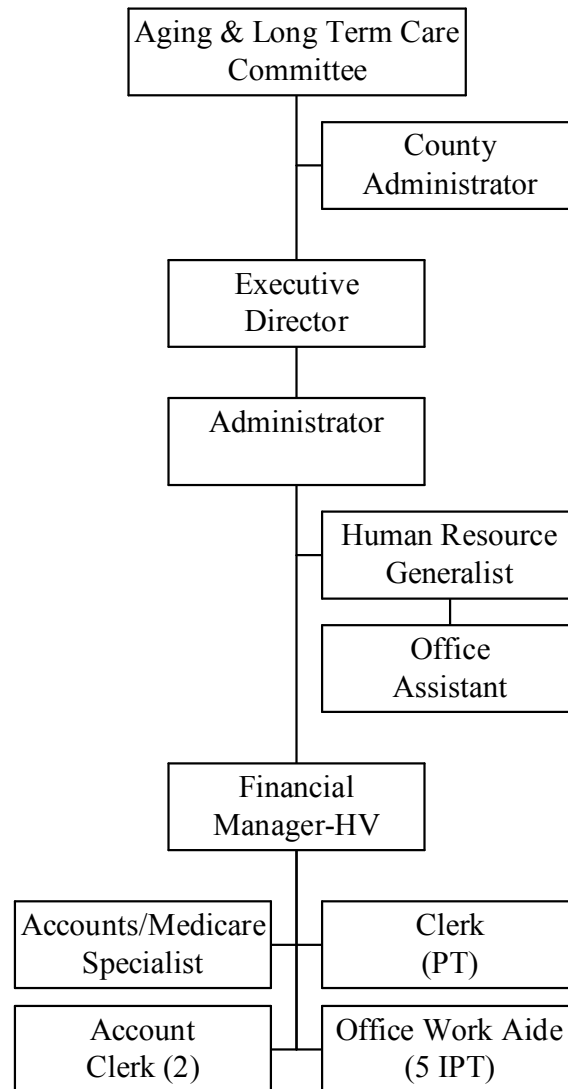 Aging & Long Term Care
Committee
County
Administrator
Executive
Director
Administrator
Human Resource
Generalist
Office
Assistant
Financial
Manager-HV
Accounts/Medicare
Specialist
Clerk
(PT)
Account
Clerk (2)
Office Work Aide
(5 IPT)